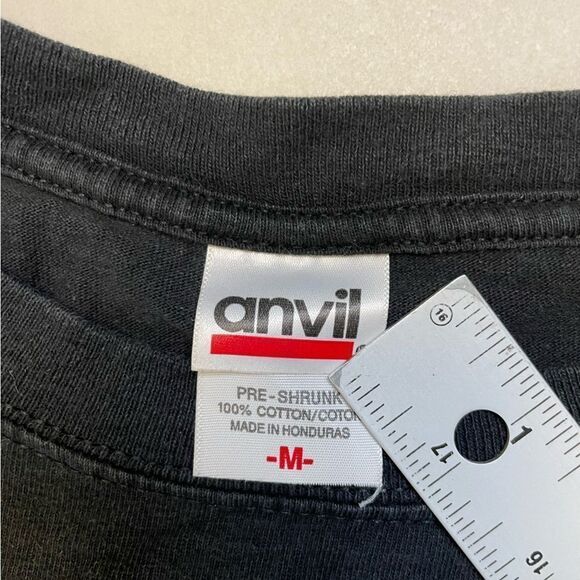 anvil
PRE-SHRUNK
100% COTTON/COTON
MADE IN HONDURAS
-M-
16
1
17
16